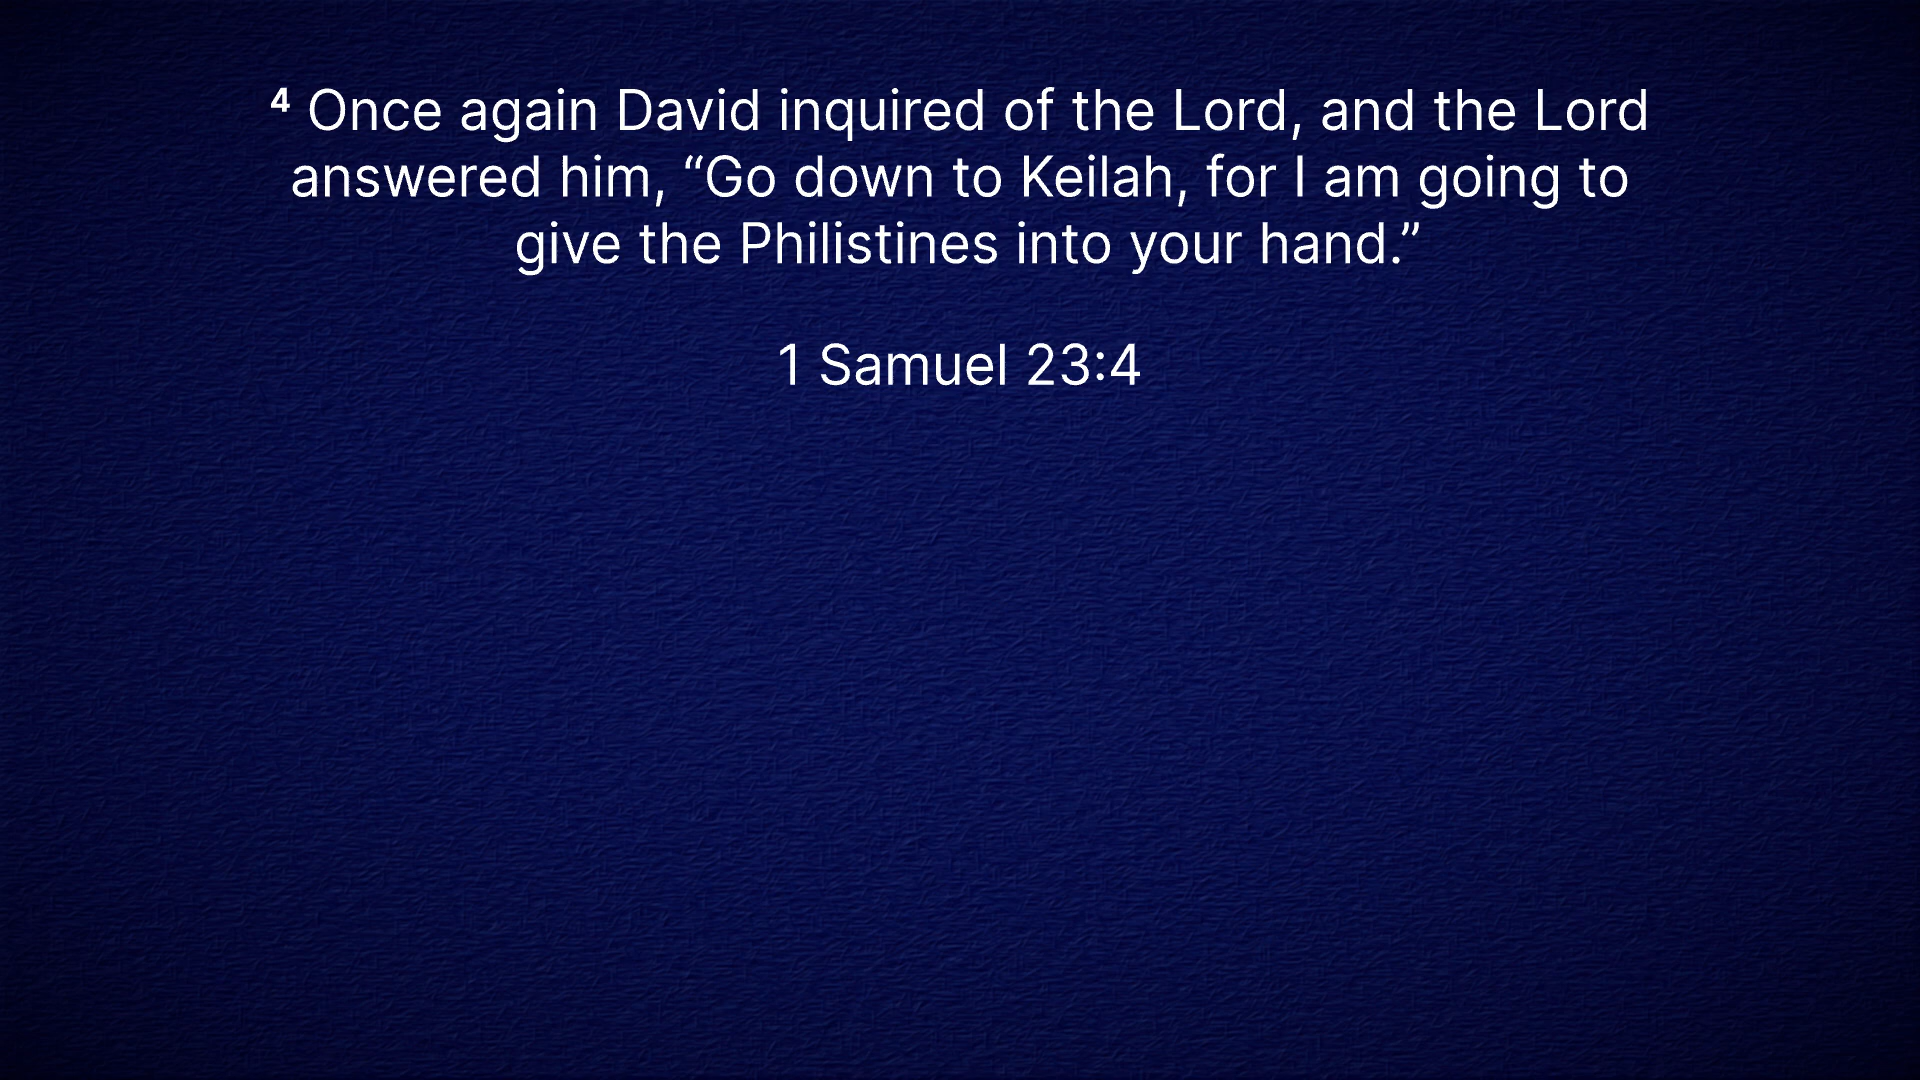 ⁴ Once again David inquired of the Lord, and the Lord
answered him, “Go down to Keilah, for I am going to
give the Philistines into your hand.”
1 Samuel 23:4